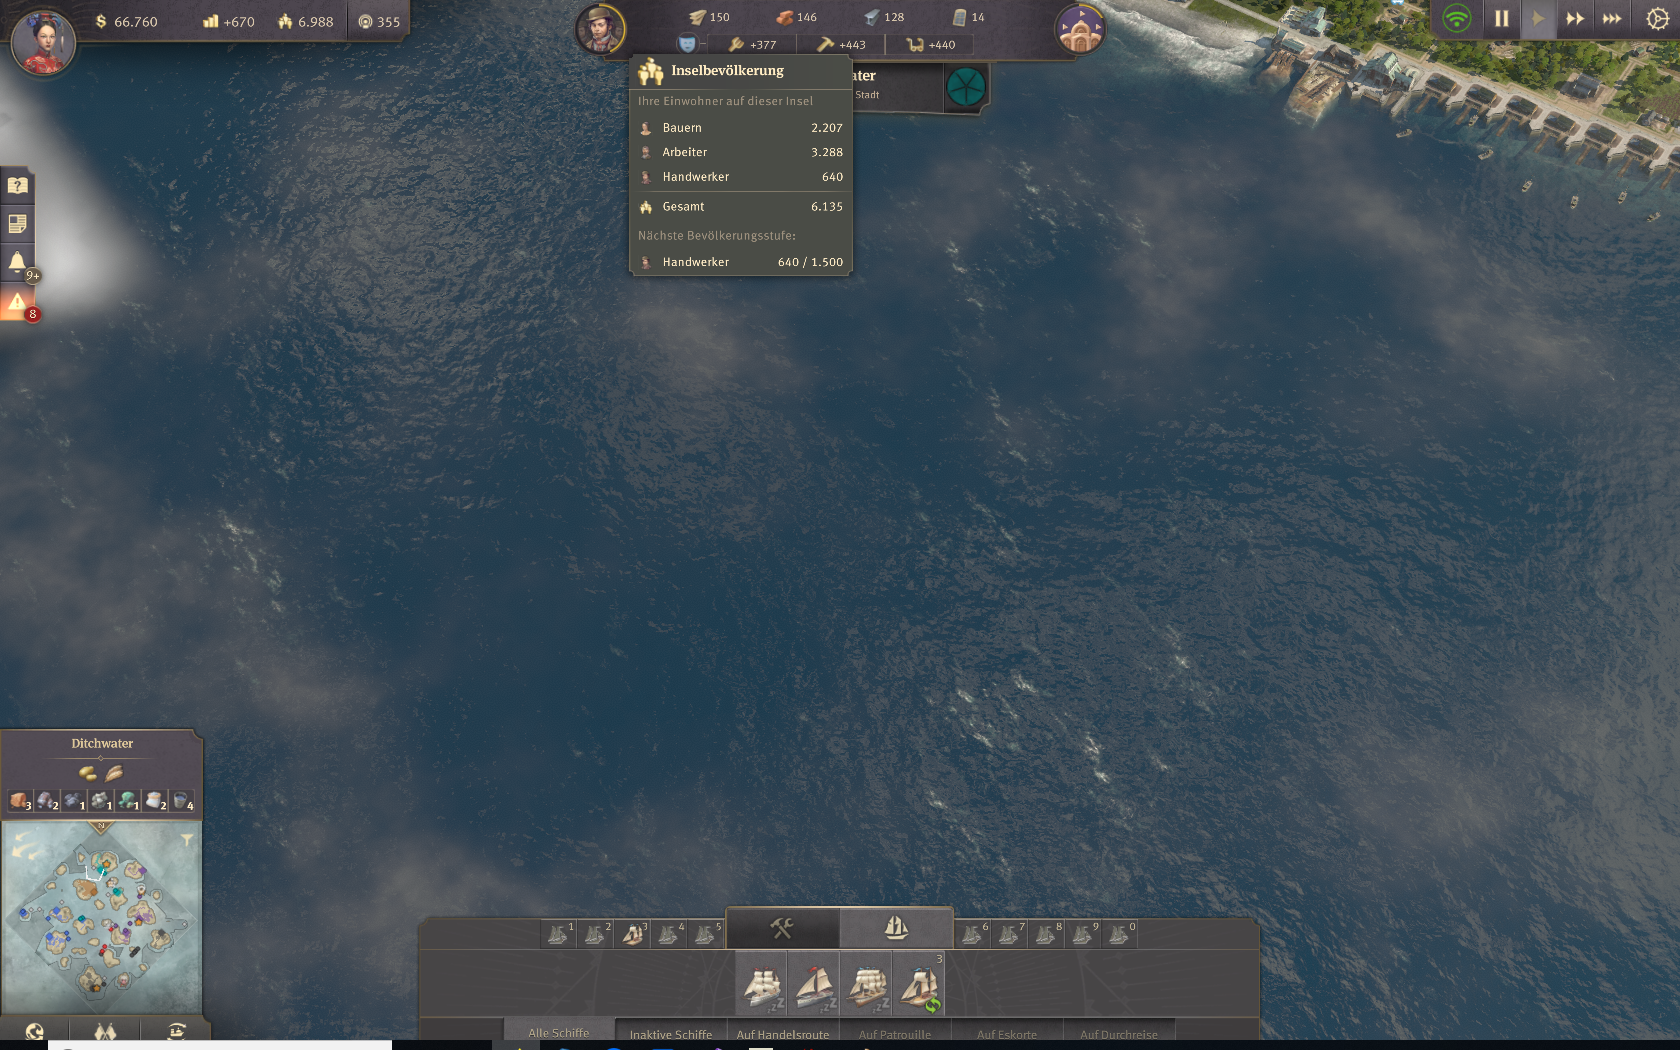 66.760
+670
6.988
355
150
146
128
14
+377
+443
+440
Inselbevölkerung
Ihre Einwohner auf dieser Insel
Bauern 2.207
Arbeiter 3.288
Handwerker 640
Gesamt 6.135
Nächste Bevölkerungsstufe:
Handwerker 640 / 1.500
Stadt
9+
8
Ditchwater
3 2 1 1 1 2 4
N
1 2 3 4 5 6 7 8 9 0
3
Alle Schiffe
Inaktive Schiffe
Auf Handelsroute
Auf Patrouille
Auf Eskorte
Auf Durchreise